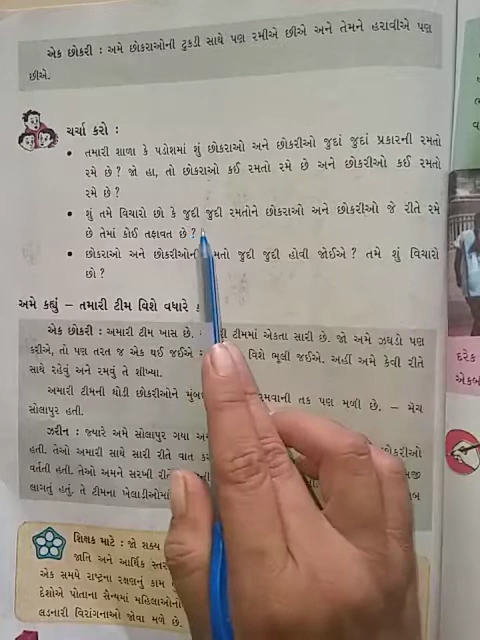 એક છોકરી : અમે છોકરાઓની ટુકડી સાથે પણ રમીએ છીએ અને તેમને હરાવીએ પણ
છીએ.
ચર્ચા કરો :
• તમારી શાળા કે પડોશમાં શું છોકરાઓ અને છોકરીઓ જુદાં જુદાં પ્રકારની રમતો
રમે છે ? જો હા, તો છોકરાઓ કઈ રમતો રમે છે અને છોકરીઓ કઈ રમતો
રમે છે ?
• શું તમે વિચારો છો કે જુદી જુદી રમતોને છોકરાઓ અને છોકરીઓ જે રીતે રમે
છે તેમાં કોઈ તફાવત છે ?
• છોકરાઓ અને છોકરીઓની રમતો જુદી જુદી હોવી જોઈએ ? તમે શું વિચારો
છો ?
અમે કહ્યું – તમારી ટીમ વિશે વધારે
એક છોકરી : અમારી ટીમ ખાસ છે. ટીમમાં એકતા સારી છે. જો અમે ઝઘડો પણ
કરીએ, તો પણ તરત જ એક થઈ જઈએ વિશે ભૂલી જઈએ. અહીં અમે કેવી રીતે
સાથે રહેવું અને રમવું તે શીખ્યા.
અમારી ટીમની થોડી છોકરીઓને રમવાની તક પણ મળી છે. – મૅચ
સોલાપુર હતી.
ઝરીન : જ્યારે અમે સોલાપુર ગયા છોકરીઓ
હતી. તેઓ અમારી સાથે સારી રીતે વાત
વર્તતી હતી. તેઓ અમને સરખી રીતે
લાગતું હતું. તે ટીમના ખેલાડીઓમાં
શિક્ષક માટે : જો શક્ય
જાતિ અને આર્થિક સ્તર
એક સમયે રાષ્ટ્રના રક્ષણનું કામ
દેશોએ પોતાના સૈન્યમાં મહિલાઓનો
લડનારી વિરાંગનાઓ જોવા મળે છે.
દરેક
એકબી